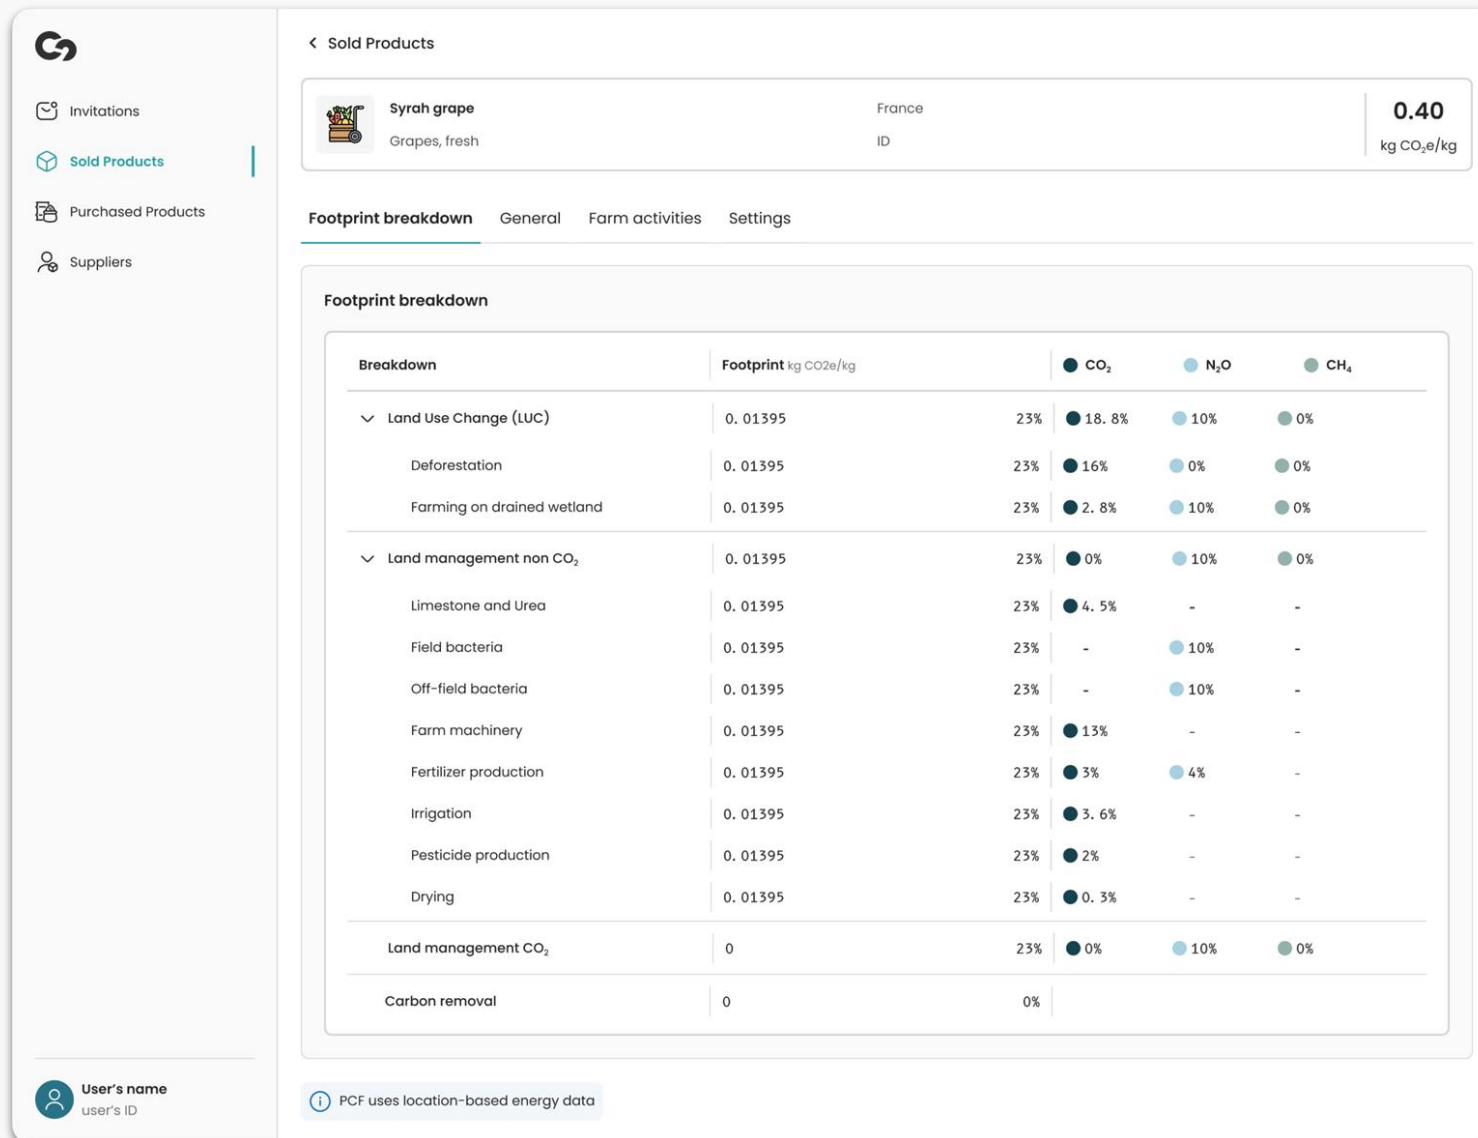 Sold Products
Invitations
Sold Products
Purchased Products
Suppliers
Syrah grape
Grapes, fresh
France
ID
0.40
kg CO₂e/kg
Footprint breakdown General Farm activities Settings
Footprint breakdown
Breakdown Footprint kg CO2e/kg CO₂ N₂O CH₄
Land Use Change (LUC) 0. 01395 23% 18. 8% 10% 0%
Deforestation 0. 01395 23% 16% 0% 0%
Farming on drained wetland 0. 01395 23% 2. 8% 10% 0%
Land management non CO₂ 0. 01395 23% 0% 10% 0%
Limestone and Urea 0. 01395 23% 4. 5% - -
Field bacteria 0. 01395 23% - 10% -
Off-field bacteria 0. 01395 23% - 10% -
Farm machinery 0. 01395 23% 13% - -
Fertilizer production 0. 01395 23% 3% 4% -
Irrigation 0. 01395 23% 3. 6% - -
Pesticide production 0. 01395 23% 2% - -
Drying 0. 01395 23% 0. 3% - -
Land management CO₂ 0 23% 0% 10% 0%
Carbon removal 0 0%
User's name
user's ID
PCF uses location-based energy data